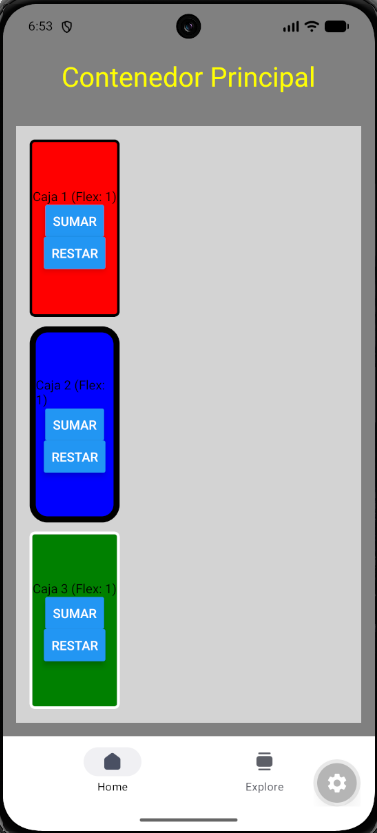 6:53
Contenedor Principal
Caja 1 (Flex: 1)
SUMAR
RESTAR
Caja 2 (Flex:
1)
SUMAR
RESTAR
Caja 3 (Flex: 1)
SUMAR
RESTAR
Home
Explore